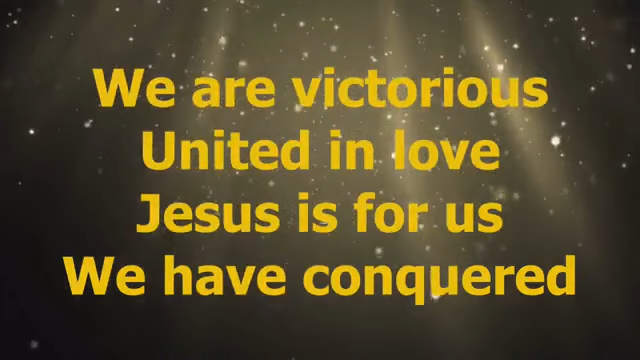 We are victorious
United in love
Jesus is for us
We have conquered